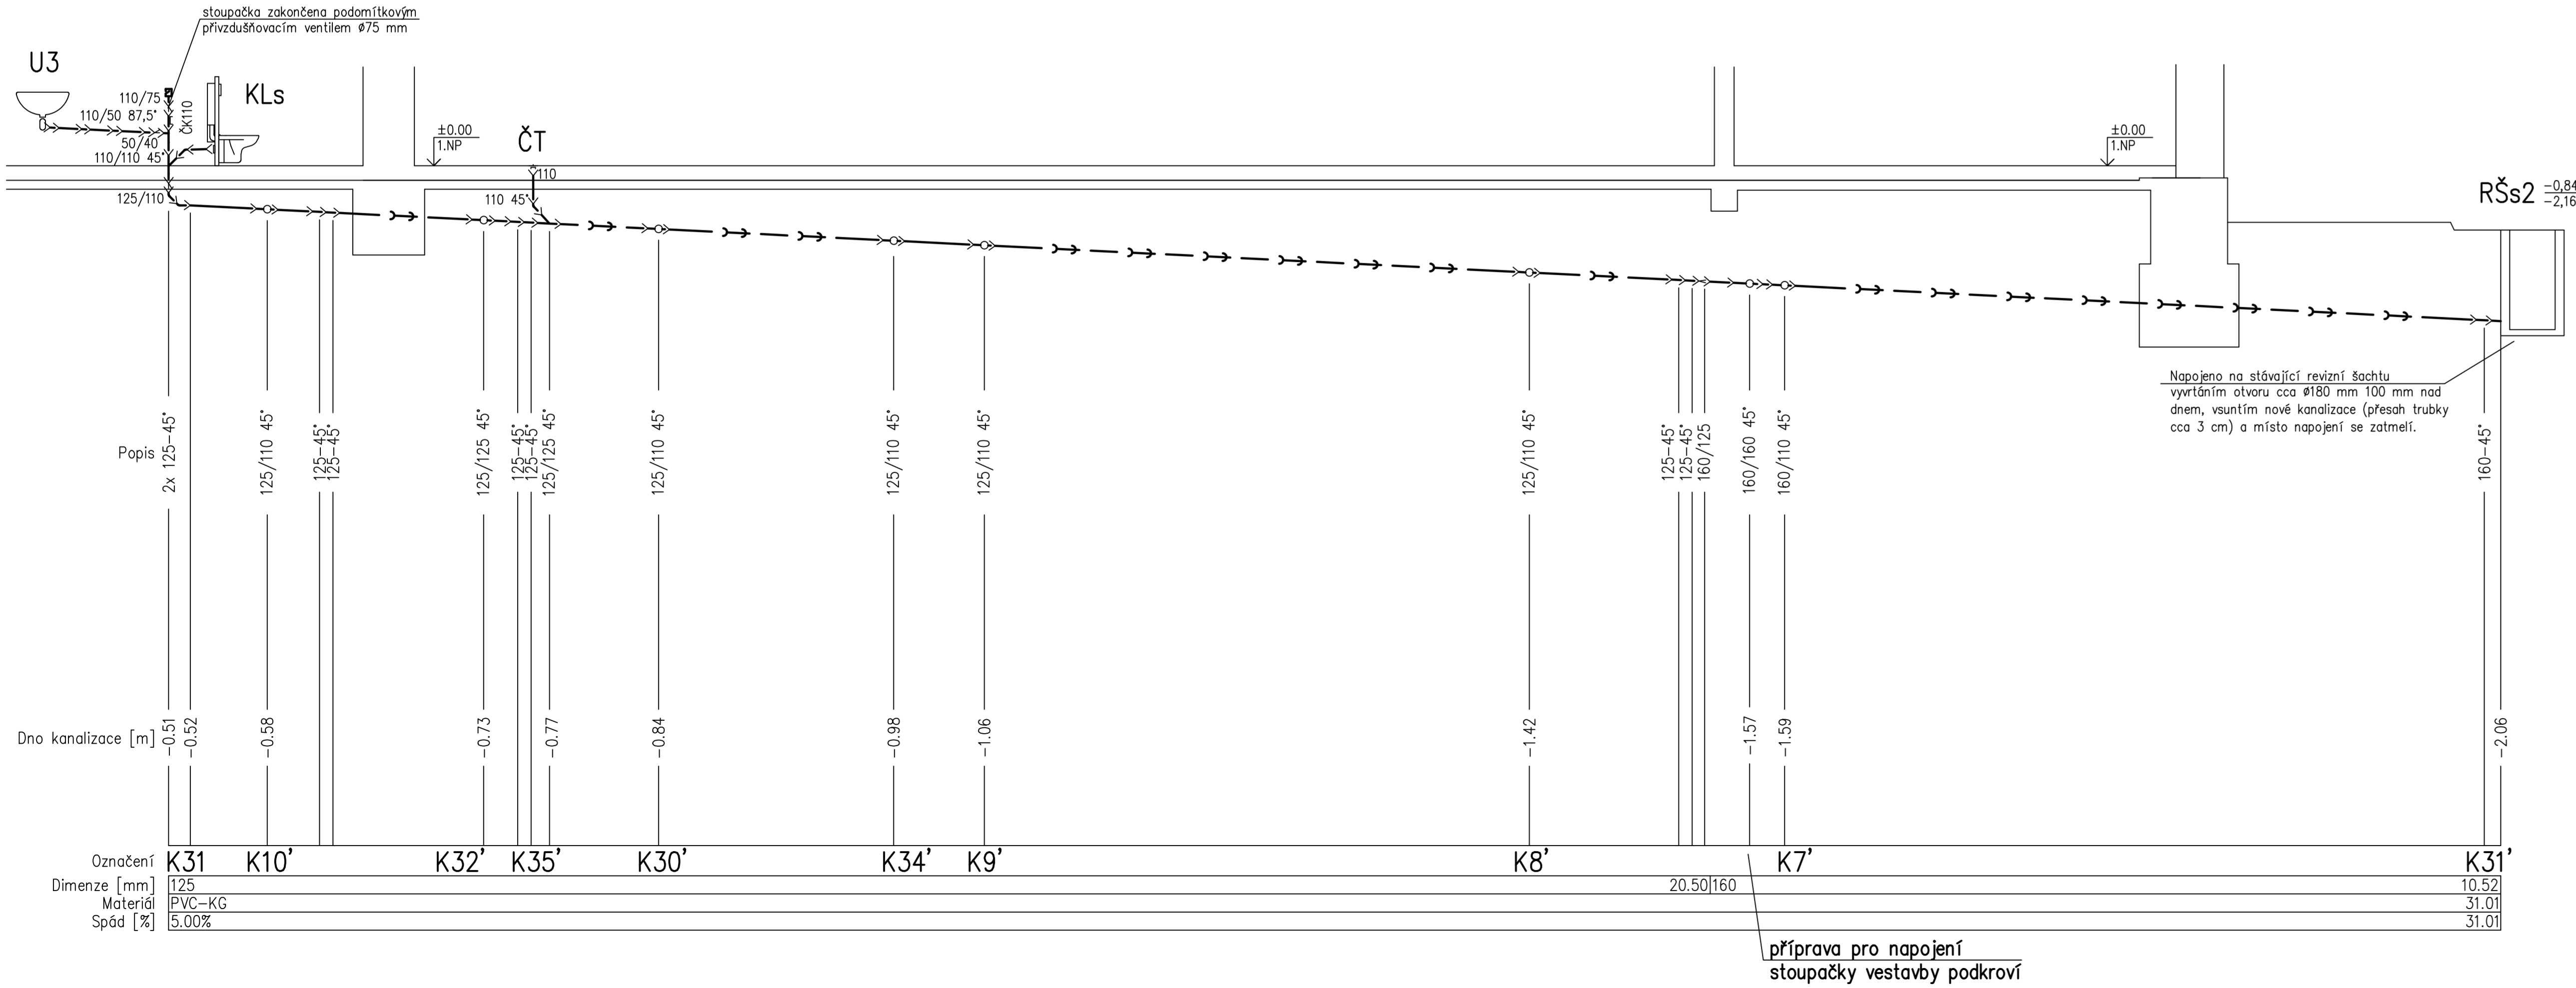 stoupačka zakončena podomítkovým
přivzdušňovacím ventilem ø75 mm
U3
KLs
110/75
110/50 87,5°
ČK110
50/40
110/110 45°
125/110
±0.00
1.NP
ČT
110
110 45°
±0.00
1.NP
RŠs2
-0,84
-2,16
Napojeno na stávající revizní šachtu
vyvrtáním otvoru cca ø180 mm 100 mm nad
dnem, vsuntím nové kanalizace (přesah trubky
cca 3 cm) a místo napojení se zatmelí.
Popis
2x 125-45°
125/110 45°
125-45°
125-45°
125/125 45°
125-45°
125-45°
125/125 45°
125/110 45°
125/110 45°
125/110 45°
125/110 45°
125-45°
125-45°
160/125
160/160 45°
160/110 45°
160-45°
Dno kanalizace [m]
-0.51
-0.52
-0.58
-0.73
-0.77
-0.84
-0.98
-1.06
-1.42
-1.57
-1.59
-2.06
Označení K31 K10' K32' K35' K30' K34' K9' K8' K7' K31'
Dimenze [mm] 125 20.50 160 10.52
Materiál PVC-KG 31.01
Spád [%] 5.00% 31.01
příprava pro napojení
stoupačky vestavby podkroví